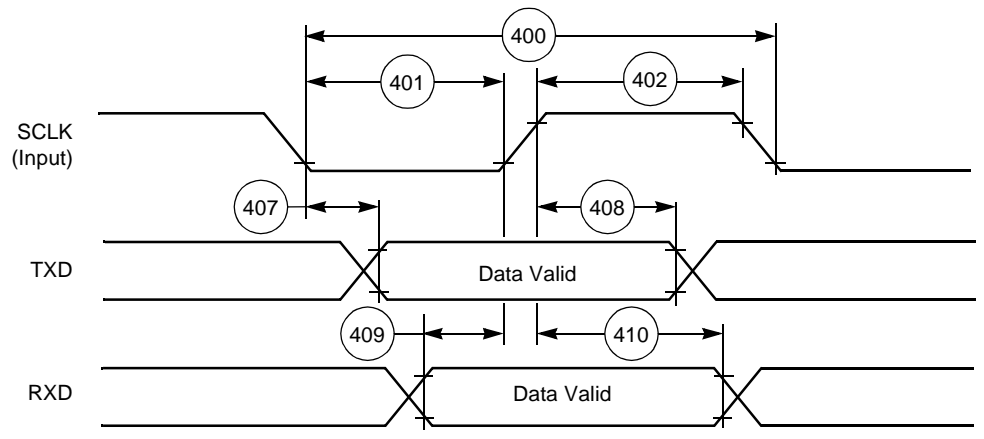 400
401
402
SCLK
(Input)
407
408
TXD
Data Valid
409
410
RXD
Data Valid